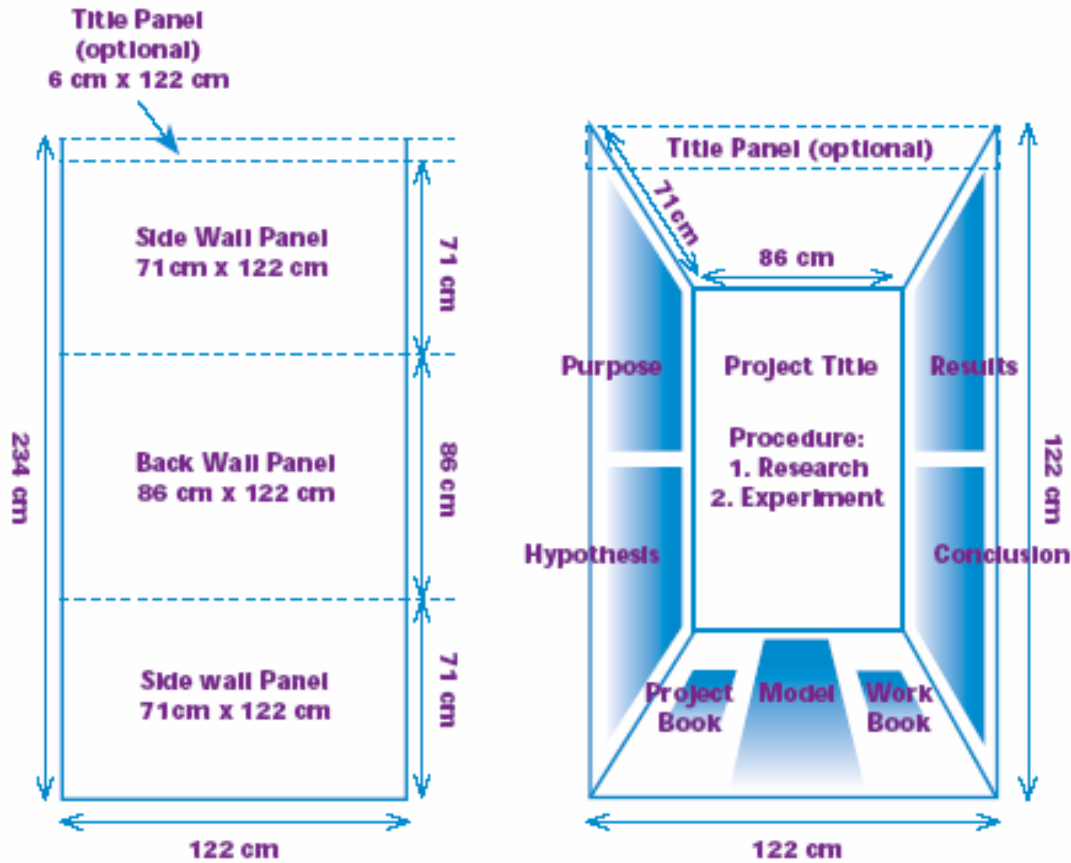 Title Panel
(optional)
6 cm x 122 cm
Side Wall Panel
71cm x 122 cm
71 cm
Back Wall Panel
86 cm x 122 cm
86 cm
234 cm
Side wall Panel
71cm x 122 cm
71 cm
122 cm
Title Panel (optional)
71cm
86 cm
Purpose
Project Title
Results
Procedure:
1. Research
2. Experiment
122 cm
Hypothesis
Conclusion
Project
Book
Model
Work
Book
122 cm